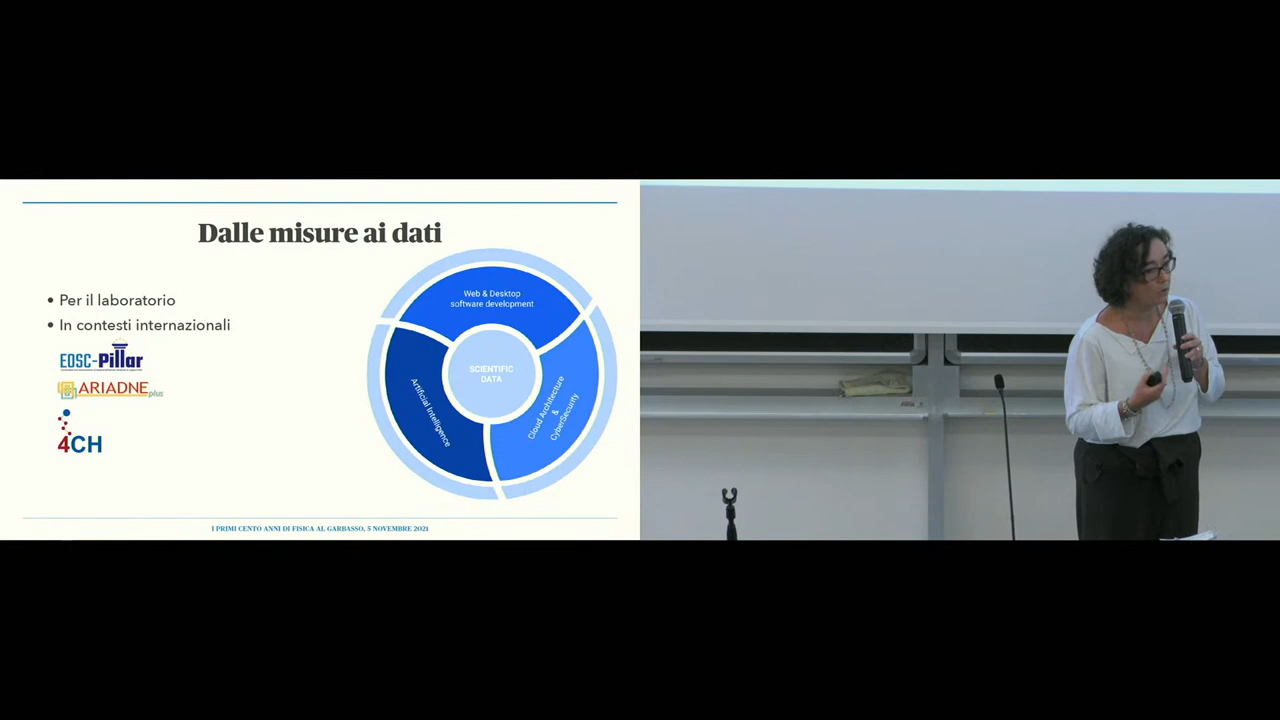 Dalle misure ai dati
• Per il laboratorio
• In contesti internazionali
EOSC-Pillar
ARIADNEplus
4CH
Web & Desktop
software development
SCIENTIFIC
DATA
Artificial Intelligence
Cloud Architecture
&
CyberSecurity
I PRIMI CENTO ANNI DI FISICA AL GARBASSO, 5 NOVEMBRE 2021